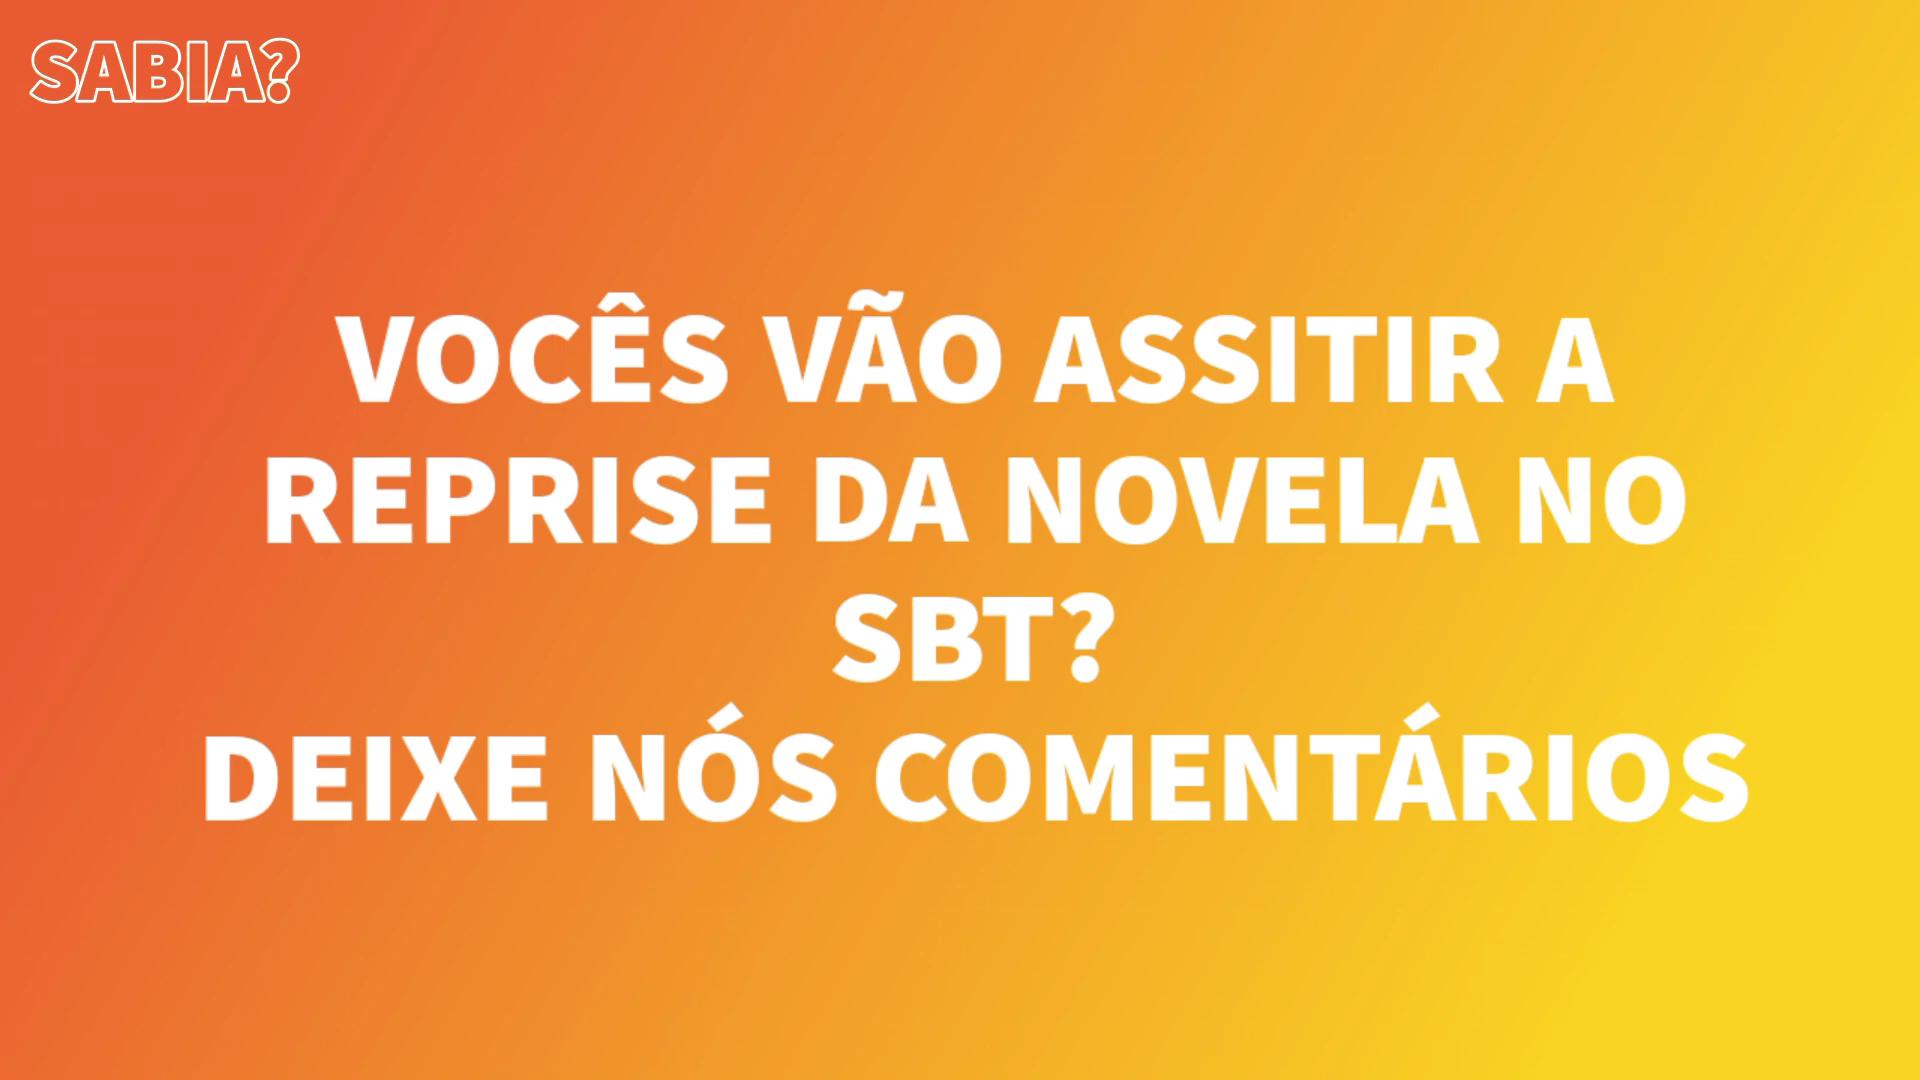 SABIA?
VOCÊS VÃO ASSITIR A
REPRISE DA NOVELA NO
SBT?
DEIXE NÓS COMENTÁRIOS